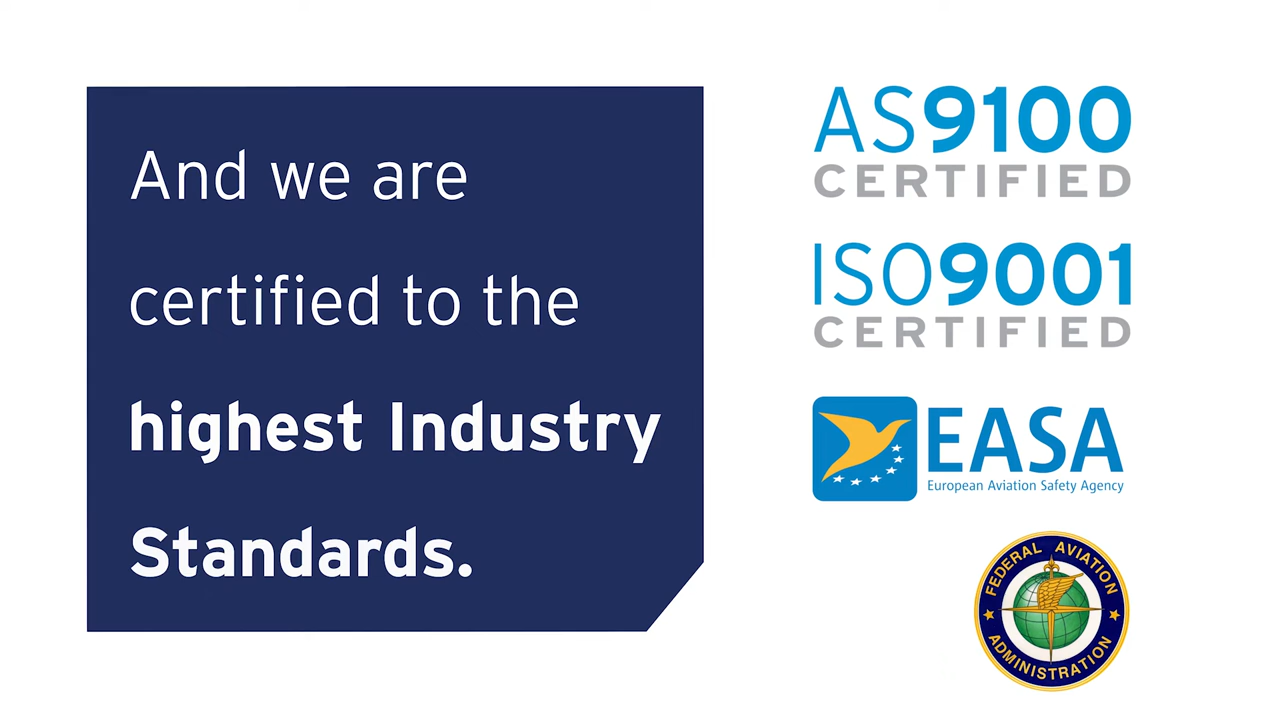 And we are
certified to the
highest Industry
Standards.
AS9100
CERTIFIED
ISO9001
CERTIFIED
EASA
European Aviation Safety Agency
FEDERAL AVIATION
ADMINISTRATION